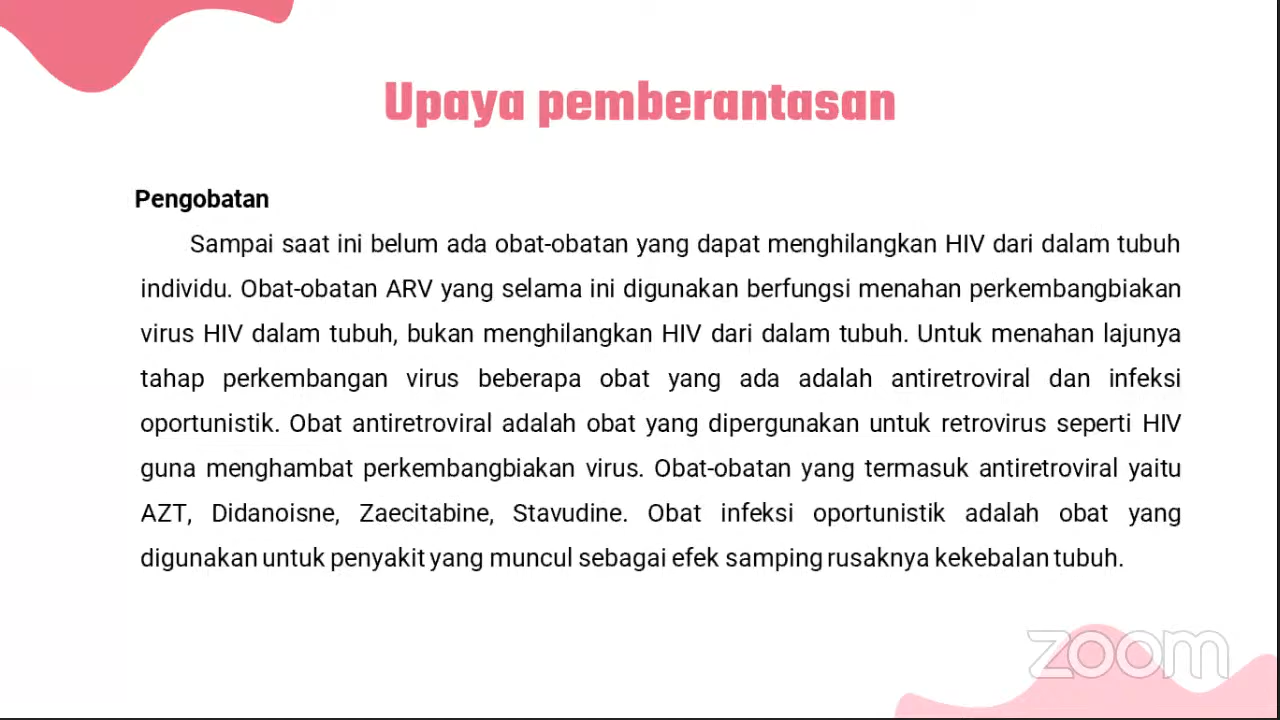 Upaya pemberantasan
Pengobatan
Sampai saat ini belum ada obat-obatan yang dapat menghilangkan HIV dari dalam tubuh
individu. Obat-obatan ARV yang selama ini digunakan berfungsi menahan perkembangbiakan
virus HIV dalam tubuh, bukan menghilangkan HIV dari dalam tubuh. Untuk menahan lajunya
tahap perkembangan virus beberapa obat yang ada adalah antiretroviral dan infeksi
oportunistik. Obat antiretroviral adalah obat yang dipergunakan untuk retrovirus seperti HIV
guna menghambat perkembangbiakan virus. Obat-obatan yang termasuk antiretroviral yaitu
AZT, Didanoisne, Zaecitabine, Stavudine. Obat infeksi oportunistik adalah obat yang
digunakan untuk penyakit yang muncul sebagai efek samping rusaknya kekebalan tubuh.
zoom